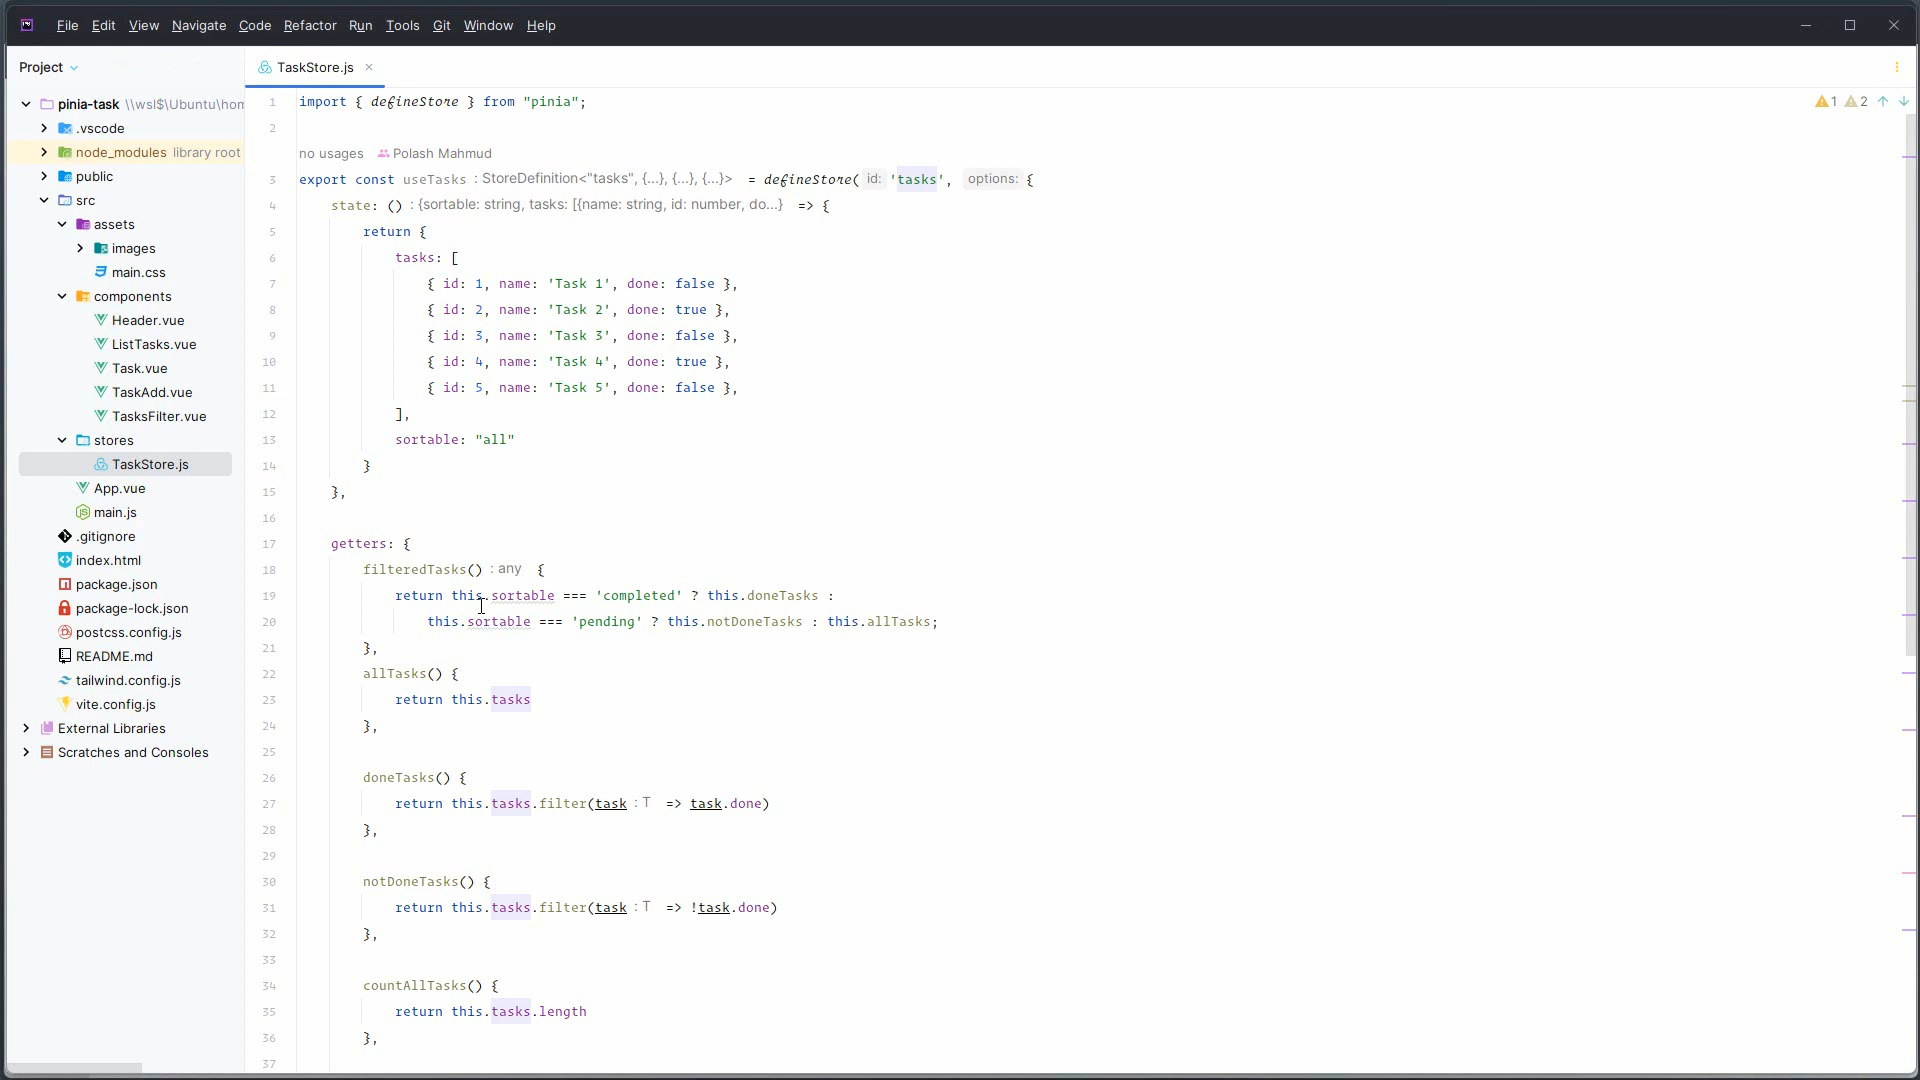 File Edit View Navigate Code Refactor Run Tools Git Window Help
Project
TaskStore.js
pinia-task \\wsl$\Ubuntu\hom
.vscode
node_modules library root
public
src
assets
images
main.css
components
Header.vue
ListTasks.vue
Task.vue
TaskAdd.vue
TasksFilter.vue
stores
TaskStore.js
App.vue
main.js
.gitignore
index.html
package.json
package-lock.json
postcss.config.js
README.md
tailwind.config.js
vite.config.js
External Libraries
Scratches and Consoles
1 import { defineStore } from "pinia";
1 2
2
no usages Polash Mahmud
3 export const useTasks : StoreDefinition<"tasks", {...}, {...}, {...}> = defineStore( id: 'tasks', options: {
4 state: () : {sortable: string, tasks: [{name: string, id: number, do...} => {
5 return {
6 tasks: [
7 { id: 1, name: 'Task 1', done: false },
8 { id: 2, name: 'Task 2', done: true },
9 { id: 3, name: 'Task 3', done: false },
10 { id: 4, name: 'Task 4', done: true },
11 { id: 5, name: 'Task 5', done: false },
12 ],
13 sortable: "all"
14 }
15 },
16
17 getters: {
18 filteredTasks() : any {
19 return this.sortable === 'completed' ? this.doneTasks :
20 this.sortable === 'pending' ? this.notDoneTasks : this.allTasks;
21 },
22 allTasks() {
23 return this.tasks
24 },
25
26 doneTasks() {
27 return this.tasks.filter(task : T => task.done)
28 },
29
30 notDoneTasks() {
31 return this.tasks.filter(task : T => !task.done)
32 },
33
34 countAllTasks() {
35 return this.tasks.length
36 },
37